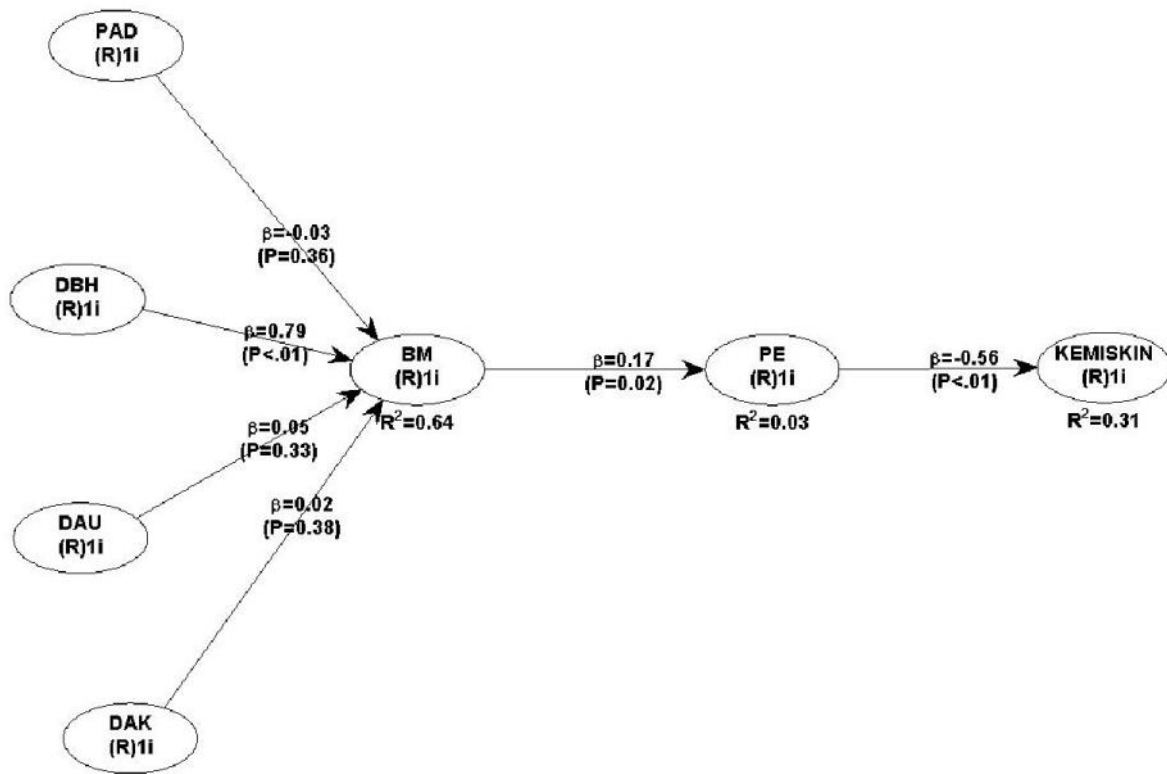 PAD
(R)1i
β=-0.03
(P=0.36)
DBH
(R)1i
β=0.79
(P<.01)
BM
(R)1i
R²=0.64
β=0.17
(P=0.02)
PE
(R)1i
R²=0.03
β=-0.56
(P<.01)
KEMISKIN
(R)1i
R²=0.31
β=0.05
(P=0.33)
DAU
(R)1i
β=0.02
(P=0.38)
DAK
(R)1i